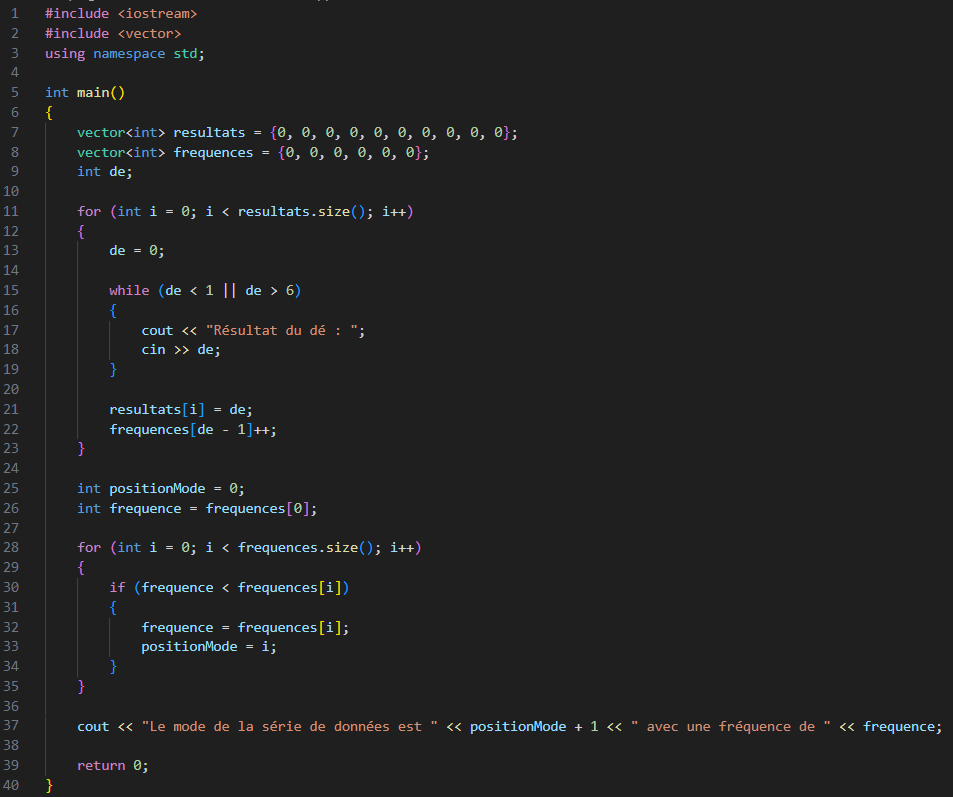 1 #include <iostream>
2 #include <vector>
3 using namespace std;
4
5 int main()
6 {
7 vector<int> resultats = {0, 0, 0, 0, 0, 0, 0, 0, 0, 0};
8 vector<int> frequences = {0, 0, 0, 0, 0, 0};
9 int de;
10
11 for (int i = 0; i < resultats.size(); i++)
12 {
13 de = 0;
14
15 while (de < 1 || de > 6)
16 {
17 cout << "Résultat du dé : ";
18 cin >> de;
19 }
20
21 resultats[i] = de;
22 frequences[de - 1]++;
23 }
24
25 int positionMode = 0;
26 int frequence = frequences[0];
27
28 for (int i = 0; i < frequences.size(); i++)
29 {
30 if (frequence < frequences[i])
31 {
32 frequence = frequences[i];
33 positionMode = i;
34 }
35 }
36
37 cout << "Le mode de la série de données est " << positionMode + 1 << " avec une fréquence de " << frequence;
38
39 return 0;
40 }